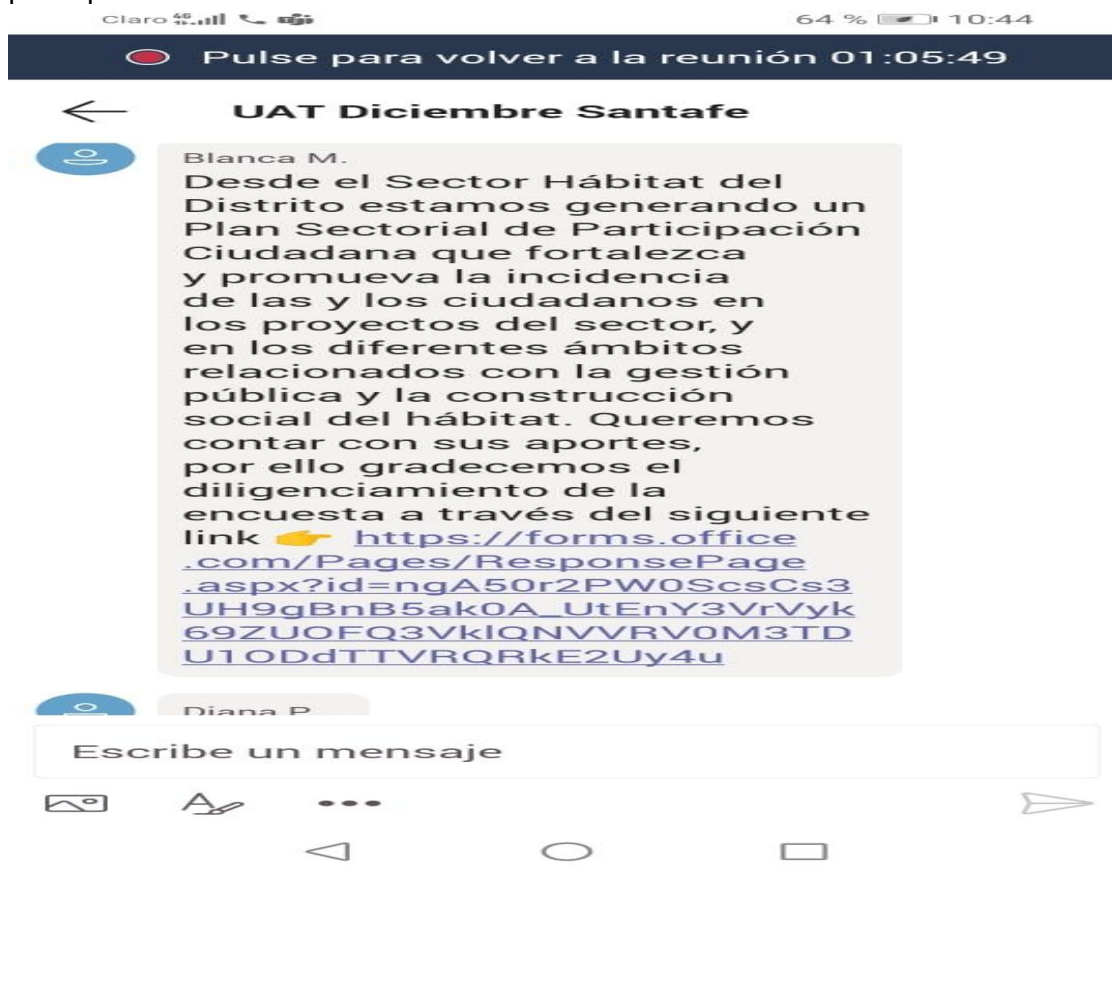 Claro
64 % 10:44
Pulse para volver a la reunión 01:05:49
UAT Diciembre Santafe
Blanca M.
Desde el Sector Hábitat del
Distrito estamos generando un
Plan Sectorial de Participación
Ciudadana que fortalezca
y promueva la incidencia
de las y los ciudadanos en
los proyectos del sector, y
en los diferentes ámbitos
relacionados con la gestión
pública y la construcción
social del hábitat. Queremos
contar con sus aportes,
por ello gradecemos el
diligenciamiento de la
encuesta a través del siguiente
link 👉 https://forms.office
.com/Pages/ResponsePage
.aspx?id=ngA50r2PW0ScsCs3
UH9gBnB5ak0A_UtEnY3VrVyk
69ZUOFQ3VklQNVVRV0M3TD
U1ODdTTVRQRkE2Uy4u
Diana P.
Escribe un mensaje